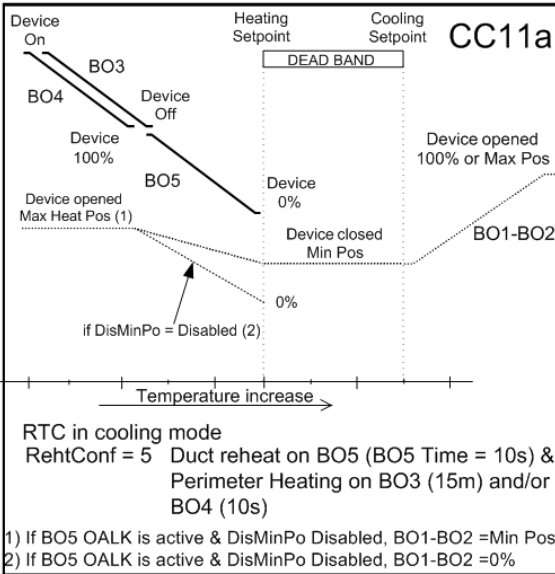 CC11a
Device
On
Heating
Setpoint
Cooling
Setpoint
DEAD BAND
BO3
BO4
Device
Off
Device
100%
BO5
Device
0%
Device opened
100% or Max Pos
Device opened
Max Heat Pos (1)
Device closed
Min Pos
BO1-BO2
0%
if DisMinPo = Disabled (2)
Temperature increase
RTC in cooling mode
RehtConf = 5 Duct reheat on BO5 (BO5 Time = 10s) &
Perimeter Heating on BO3 (15m) and/or
BO4 (10s)
1) If BO5 OALK is active & DisMinPo Disabled, BO1-BO2 =Min Pos
2) If BO5 OALK is active & DisMinPo Disabled, BO1-BO2 =0%